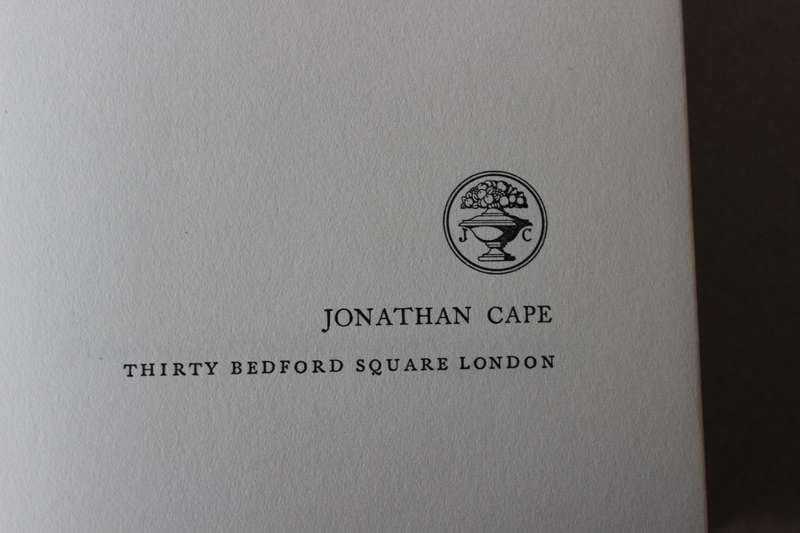 J C
JONATHAN CAPE
THIRTY BEDFORD SQUARE LONDON